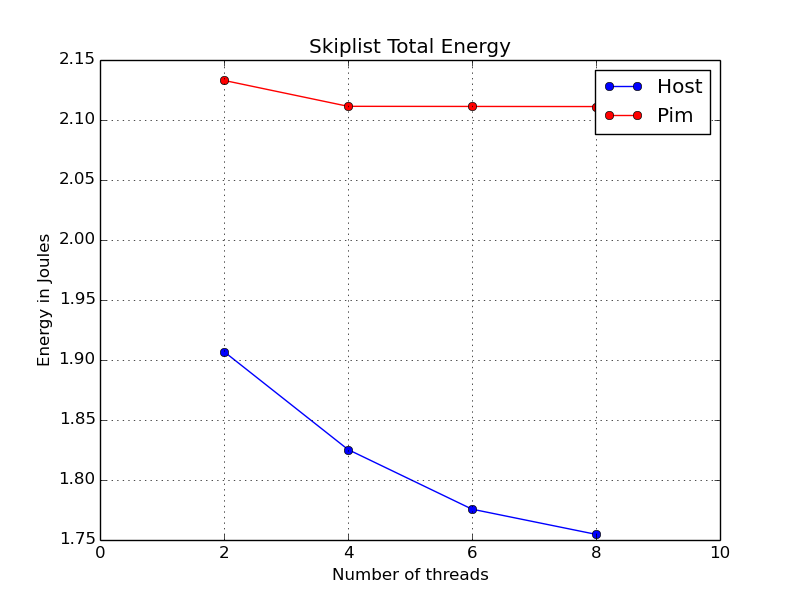 Skiplist Total Energy
2.15
2.10
2.05
2.00
1.95
1.90
1.85
1.80
1.75
Energy in Joules
Host
Pim
0 2 4 6 8 10
Number of threads